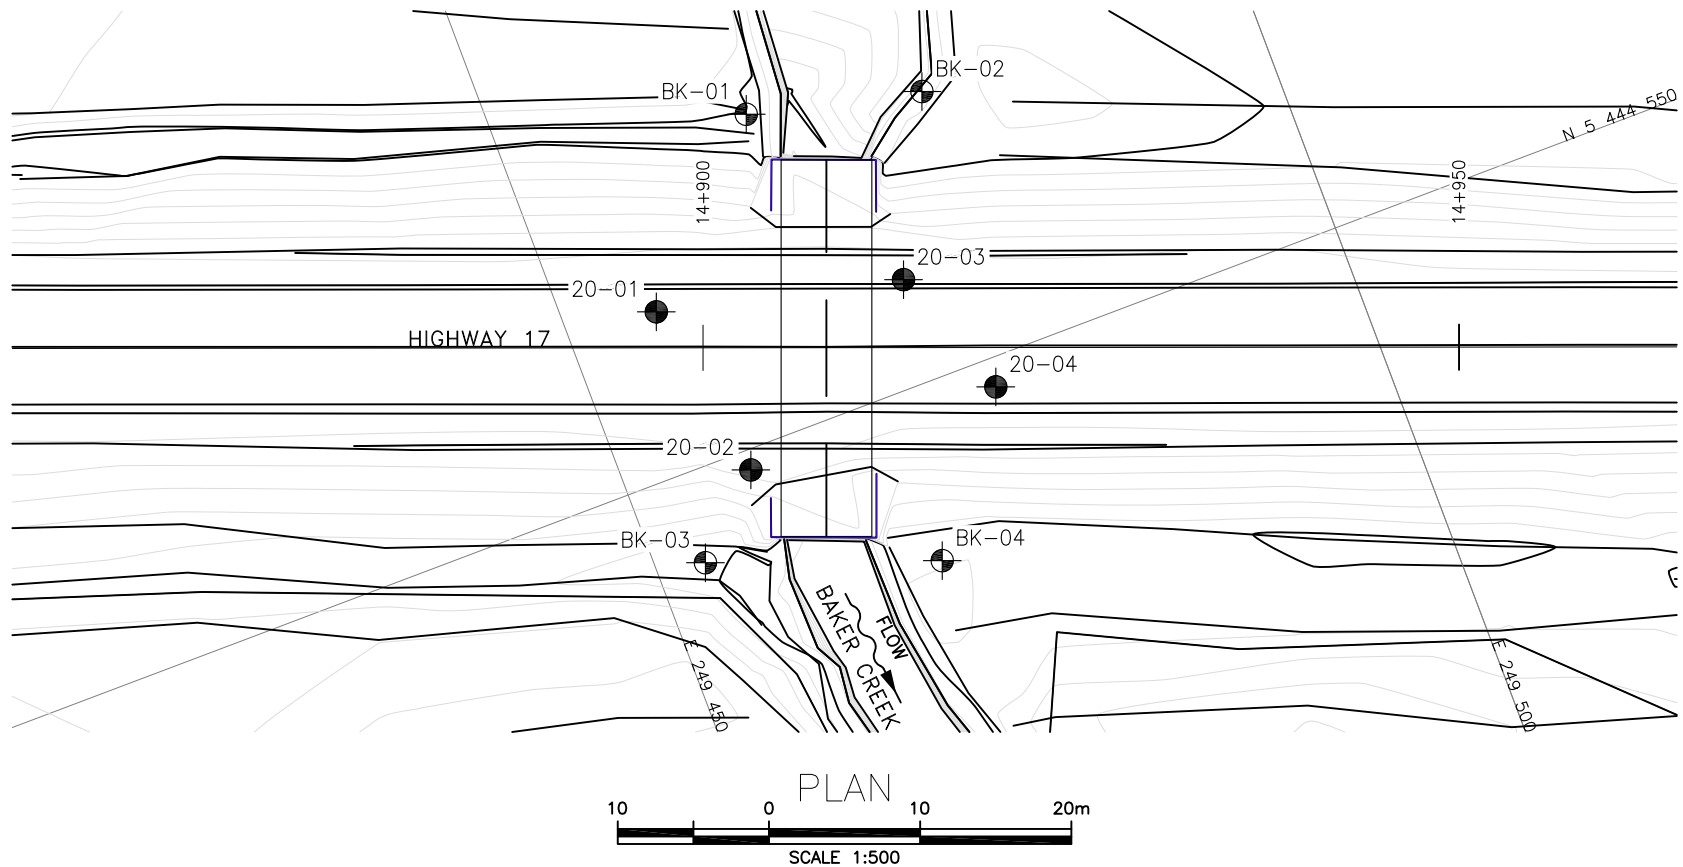 BK-01
BK-02
N 5 444 550
14+900
14+950
20-03
20-01
HIGHWAY 17
20-04
20-02
BK-03
BK-04
BAKER CREEK
FLOW
E 249 450
E 249 500
PLAN
10 0 10 20m
SCALE 1:500